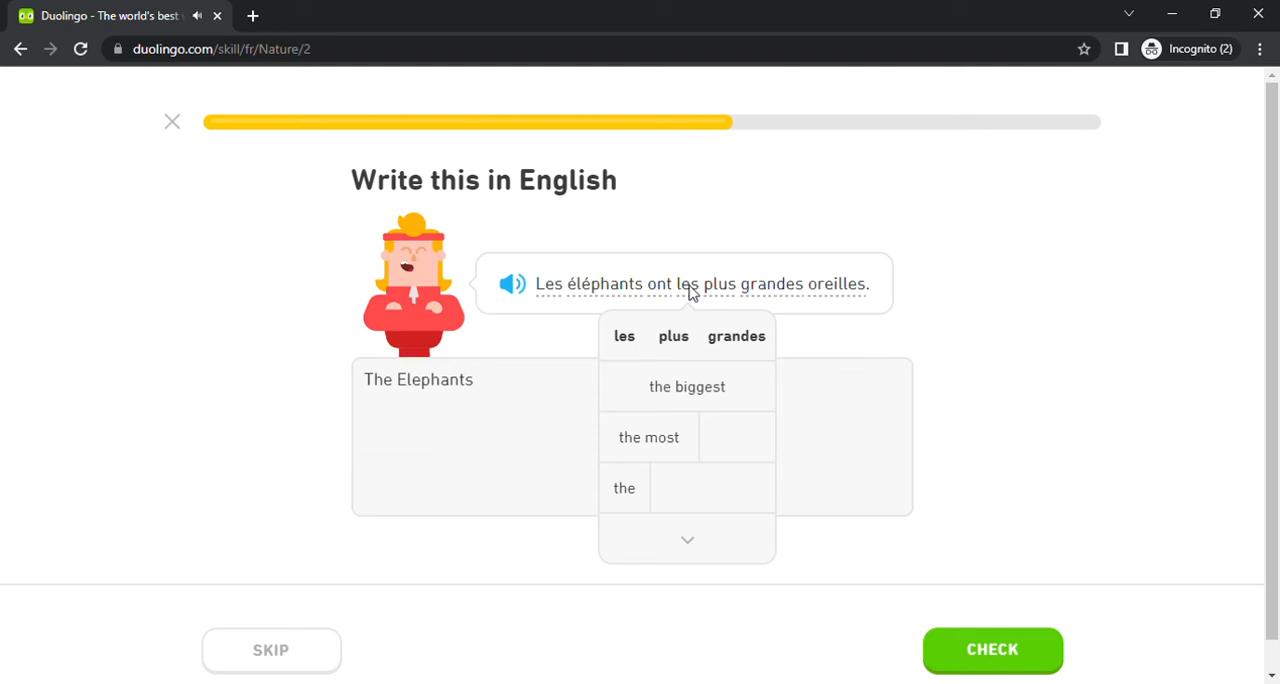 Duolingo - The world's best
duolingo.com/skill/fr/Nature/2
Incognito (2)
Write this in English
Les éléphants ont les plus grandes oreilles.
les plus grandes
The Elephants
the biggest
the most
the
SKIP
CHECK